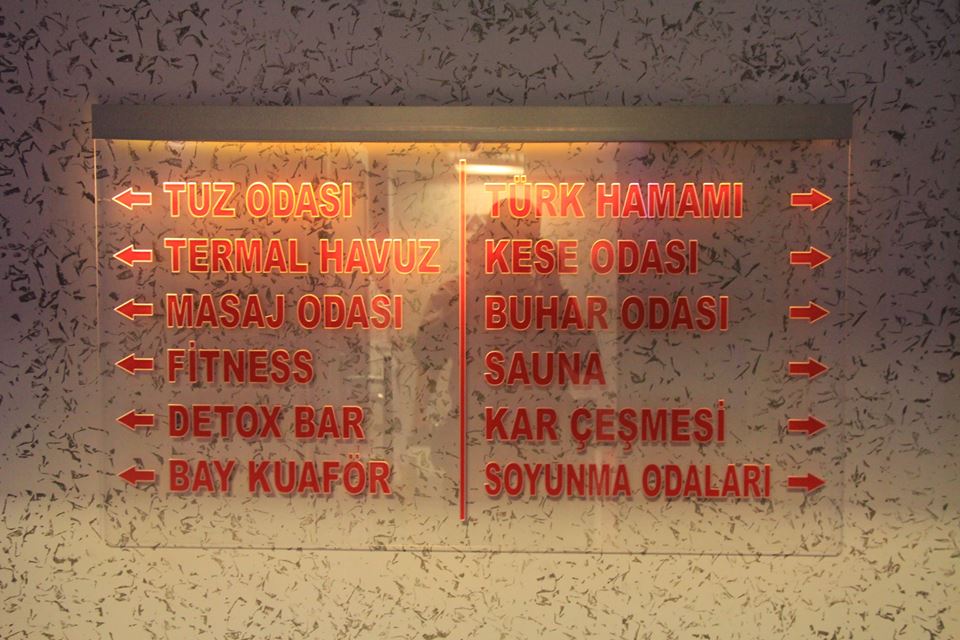 TUZ ODASI
TERMAL HAVUZ
MASAJ ODASI
FİTNESS
DETOX BAR
BAY KUAFÖR
TÜRK HAMAMI
KESE ODASI
BUHAR ODASI
SAUNA
KAR ÇEŞMESİ
SOYUNMA ODALARI